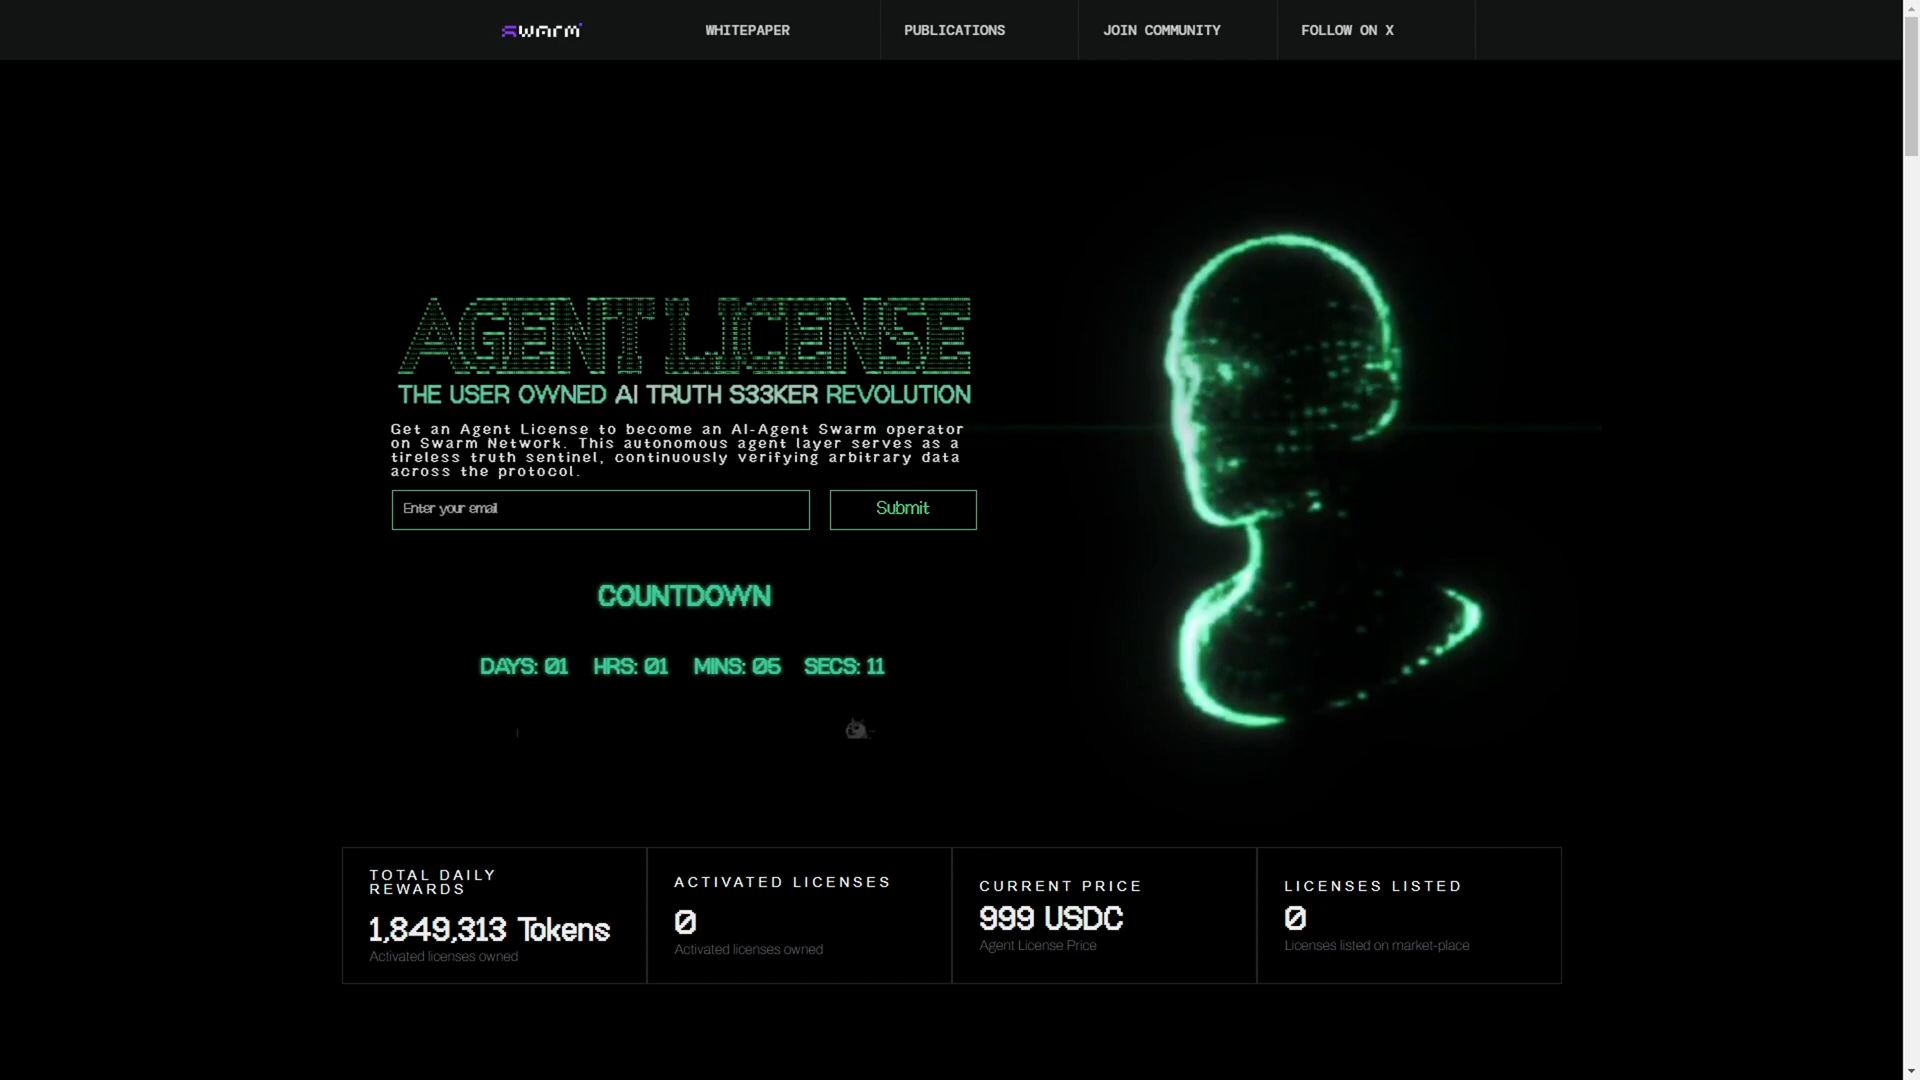 swarm
WHITEPAPER
PUBLICATIONS
JOIN COMMUNITY
FOLLOW ON X
AGENT LICENSE
THE USER OWNED AI TRUTH S33KER REVOLUTION
Get an Agent License to become an AI-Agent Swarm operator
on Swarm Network. This autonomous agent layer serves as a
tireless truth sentinel, continuously verifying arbitrary data
across the protocol.
Enter your email
Submit
COUNTDOWN
DAYS: 01 HRS: 01 MINS: 05 SECS: 11
TOTAL DAILY
REWARDS
1,849,313 Tokens
Activated licenses owned
ACTIVATED LICENSES
0
Activated licenses owned
CURRENT PRICE
999 USDC
Agent License Price
LICENSES LISTED
0
Licenses listed on market-place